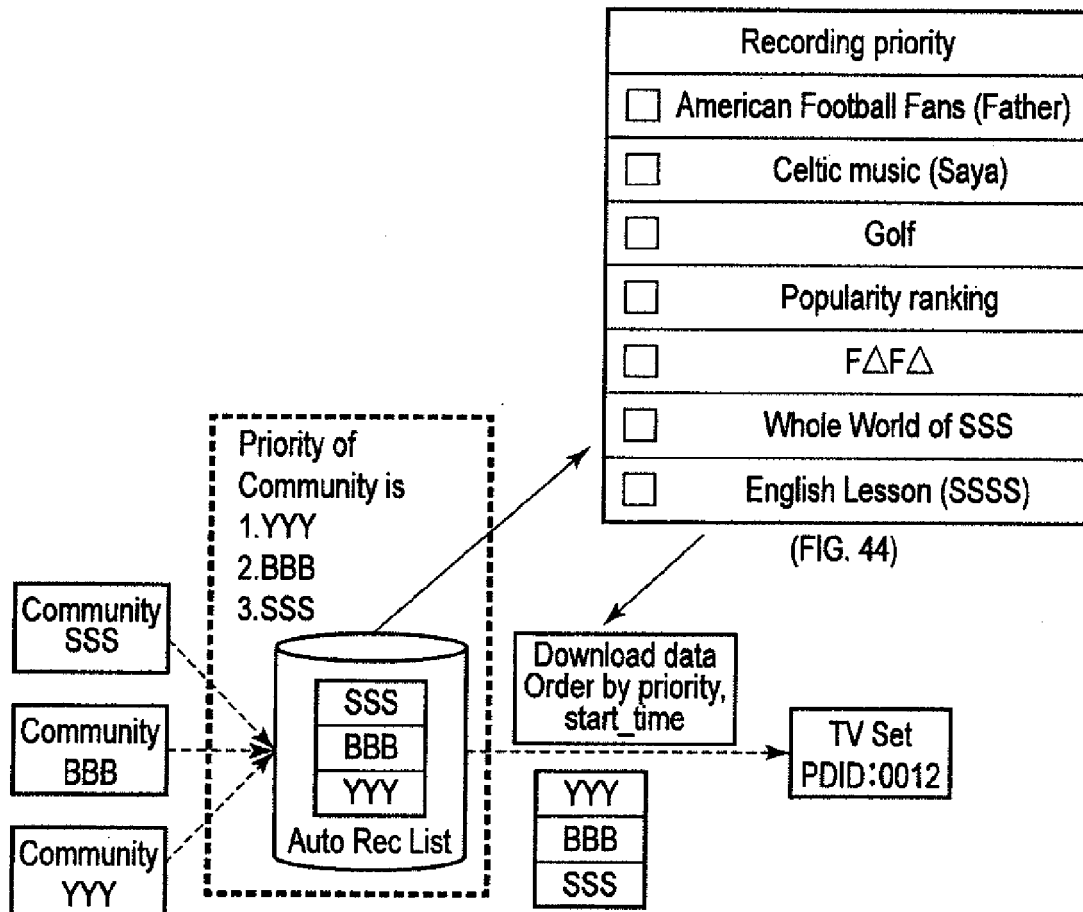 Recording priority
American Football Fans (Father)
Celtic music (Saya)
Golf
Popularity ranking
F△F△
Whole World of SSS
English Lesson (SSSS)
(FIG. 44)
Priority of
Community is
1.YYY
2.BBB
3.SSS
Community
SSS
Community
BBB
Community
YYY
SSS
BBB
YYY
Auto Rec List
Download data
Order by priority,
start_time
YYY
BBB
SSS
TV Set
PDID:0012